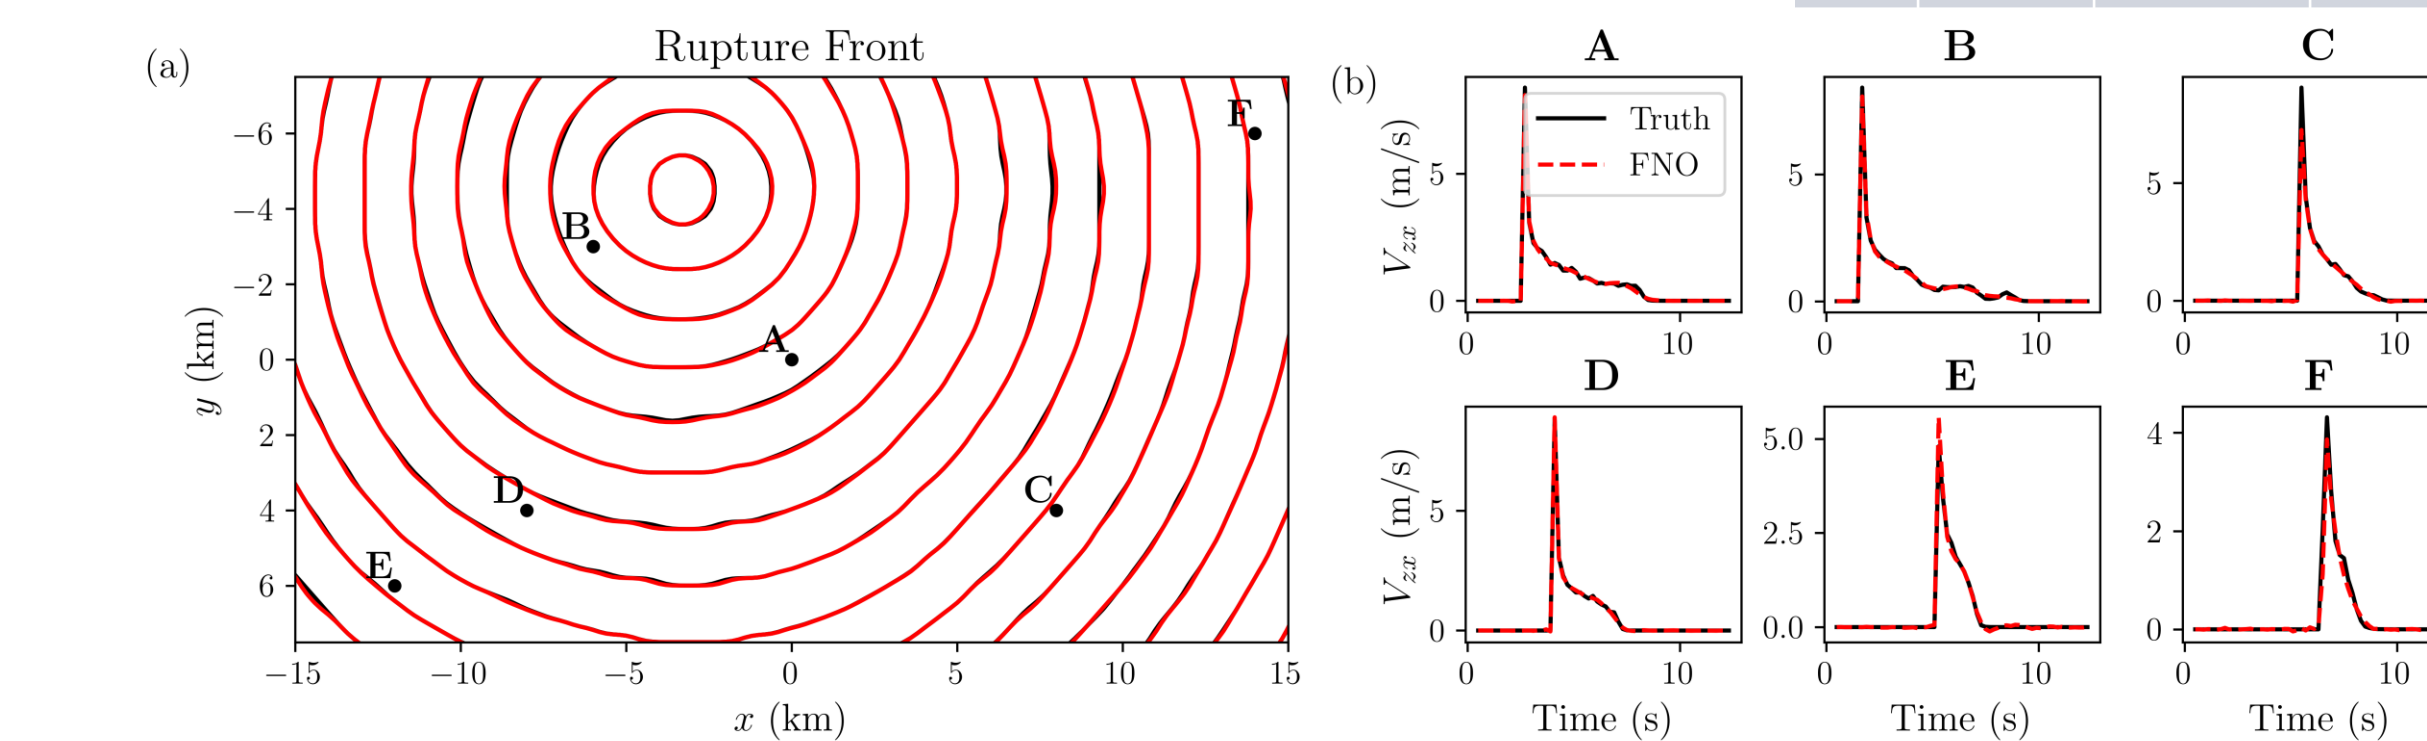 (a)
Rupture Front
−6
−4
−2
0
2
4
6
y (km)
−15
−10
−5
0
5
10
15
x (km)
A
B
C
D
E
F
(b)
A
B
C
Truth
FNO
V_zx (m/s)
5
0
0
10
5
0
0
10
5
0
0
10
D
E
F
V_zx (m/s)
5
0
0
10
5.0
2.5
0.0
0
10
4
2
0
0
10
Time (s)
Time (s)
Time (s)